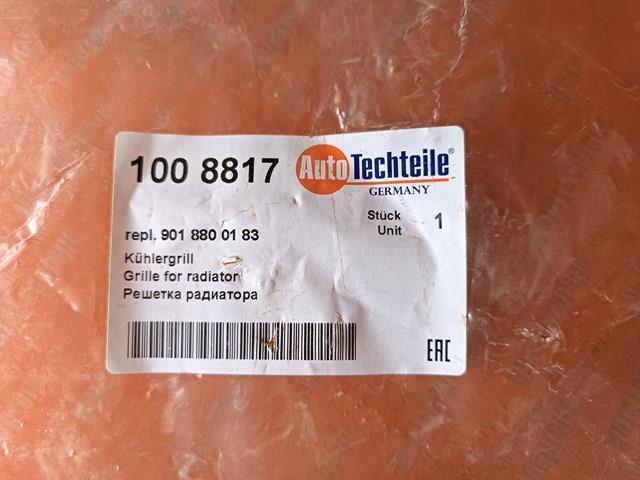 100 8817
AutoTechteile®
GERMANY
Stück 1
Unit
repl. 901 880 01 83
Kühlergrill
Grille for radiator
Решетка радиатора
EAC